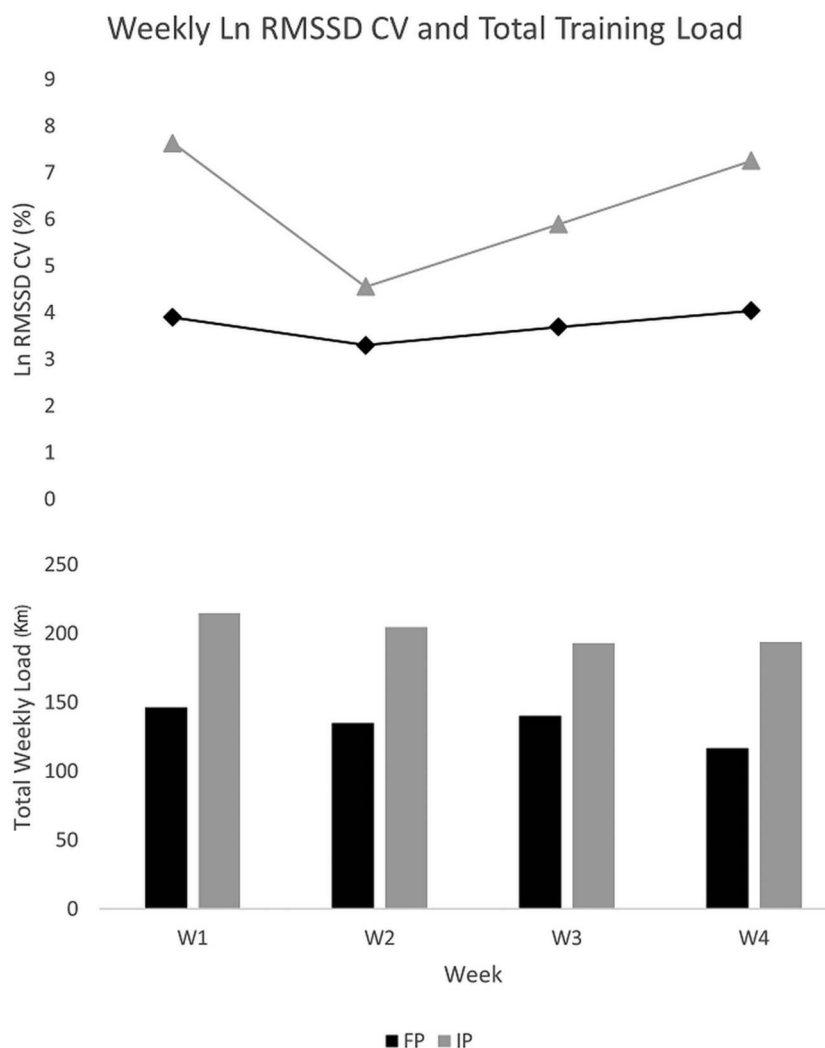 Weekly Ln RMSSD CV and Total Training Load
9
8
7
6
5
4
3
2
1
0
Ln RMSSD CV (%)
250
200
150
100
50
0
Total Weekly Load (Km)
W1 W2 W3 W4
Week
FP IP